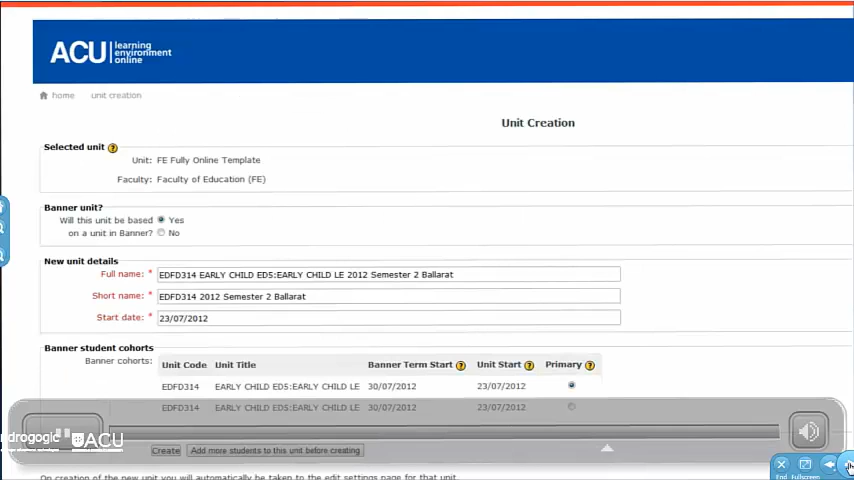 ACU learning environment online
home unit creation
Unit Creation
Selected unit
Unit: FE Fully Online Template
Faculty: Faculty of Education (FE)
Banner unit?
Will this unit be based on a unit in Banner? Yes
No
New unit details
Full name: * EDFD314 EARLY CHILD ED5:EARLY CHILD LE 2012 Semester 2 Ballarat
Short name: * EDFD314 2012 Semester 2 Ballarat
Start date: * 23/07/2012
Banner student cohorts
Banner cohorts:
Unit Code Unit Title Banner Term Start Unit Start Primary
EDFD314 EARLY CHILD ED5:EARLY CHILD LE 30/07/2012 23/07/2012
EDFD314 EARLY CHILD ED5:EARLY CHILD LE 30/07/2012 23/07/2012
ndrogogic ACU
Create Add more students to this unit before creating
End Fullscreen
On creation of the new unit you will automatically be taken to the edit settings page for that unit.